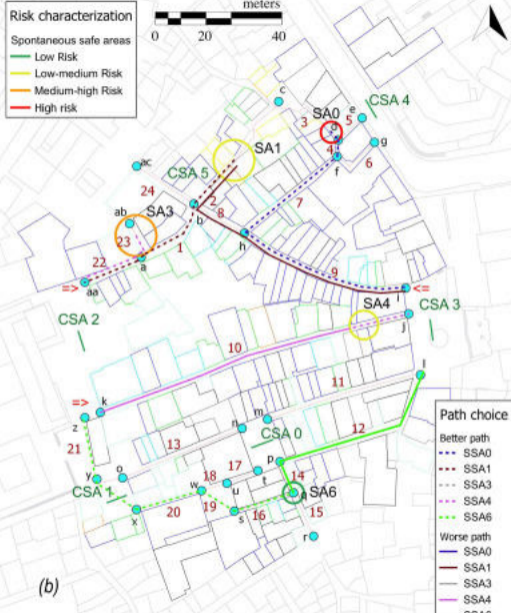 Risk characterization
Spontaneous safe areas
Low Risk
Low-medium Risk
Medium-high Risk
High risk
meters
0 20 40
c
SA0
3
d
5
e
CSA 4
4
g
6
f
SA1
ac
CSA 5
24
2
7
ab
SA3
b
8
23
h
1
22
a
9
=>
aa
i
<=
SA4
CSA 3
j
CSA 2
10
l
11
=>
k
z
m
12
n
CSA 0
13
21
p
17
18
t
14
o
y
w
u
SA6
q
CSA 1
19
20
16
15
s
x
r
(b)
Path choice
Better path
SSA0
SSA1
SSA3
SSA4
SSA6
Worse path
SSA0
SSA1
SSA3
SSA4